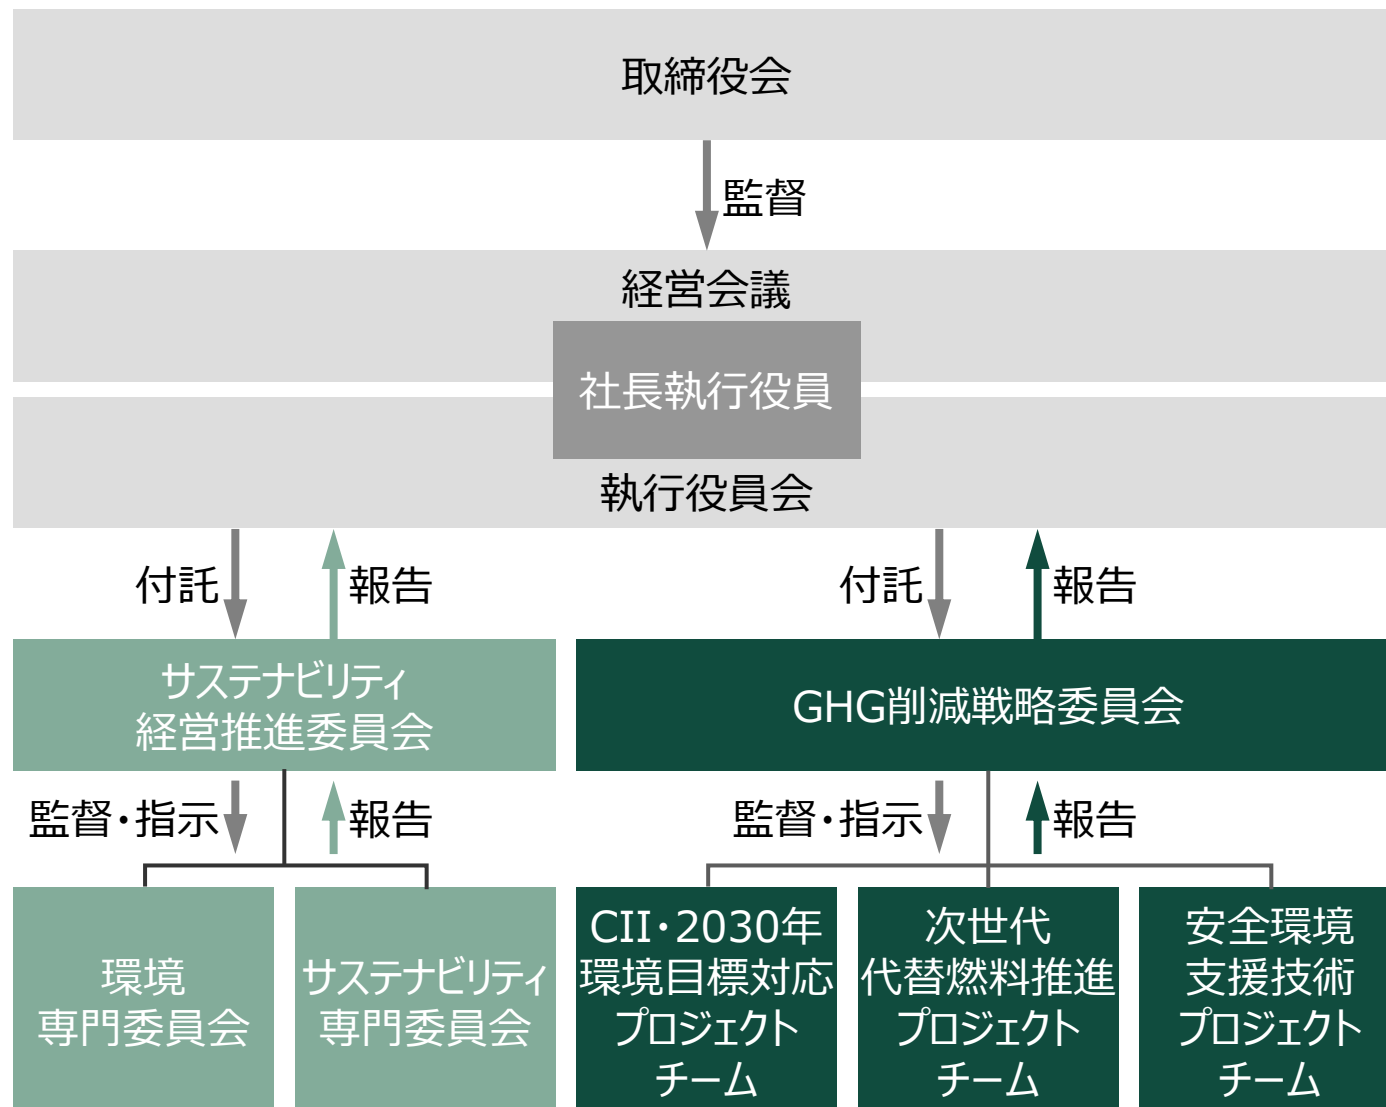 取締役会
監督
経営会議
社長執行役員
執行役員会
付託
報告
付託
報告
サステナビリティ
経営推進委員会
GHG削減戦略委員会
監督・指示
報告
監督・指示
報告
環境
専門委員会
サステナビリティ
専門委員会
CII・2030年
環境目標対応
プロジェクト
チーム
次世代
代替燃料推進
プロジェクト
チーム
安全環境
支援技術
プロジェクト
チーム